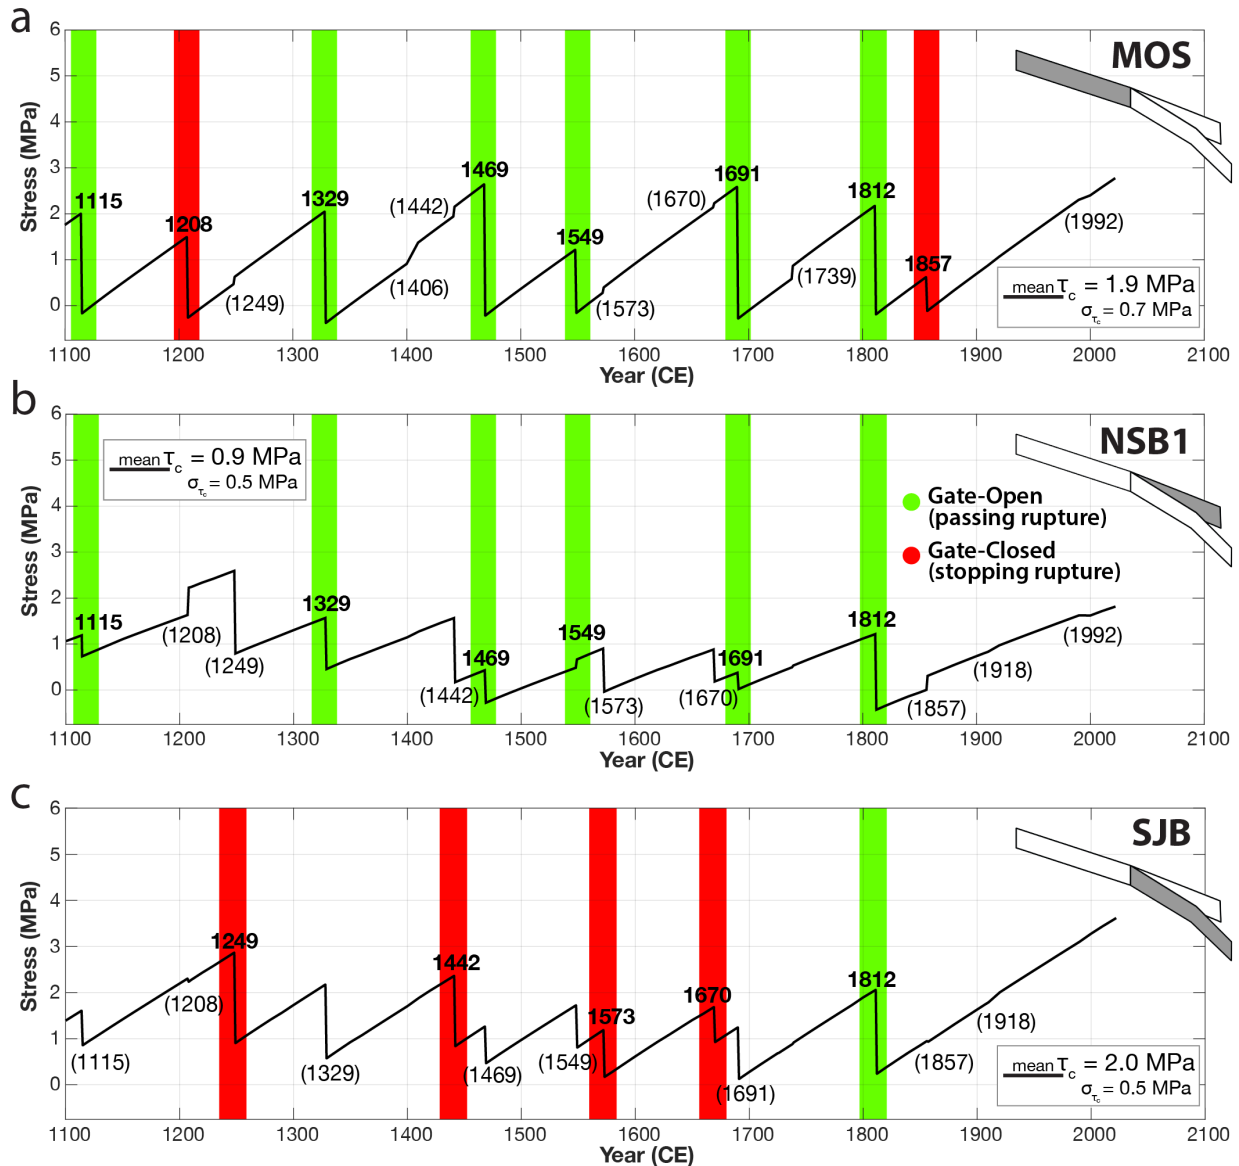 a
MOS
Stress (MPa)
6
5
4
3
2
1
0
1115
1208
(1249)
1329
(1406)
(1442)
1469
1549
(1573)
(1670)
1691
(1739)
1812
1857
(1992)
mean τc = 1.9 MPa
στc = 0.7 MPa
1100 1200 1300 1400 1500 1600 1700 1800 1900 2000 2100
Year (CE)
b
NSB1
Stress (MPa)
6
5
4
3
2
1
0
mean τc = 0.9 MPa
στc = 0.5 MPa
Gate-Open
(passing rupture)
Gate-Closed
(stopping rupture)
1115
(1208)
(1249)
1329
(1442)
1469
1549
(1573)
(1670)
1691
1812
(1857)
(1918)
(1992)
1100 1200 1300 1400 1500 1600 1700 1800 1900 2000 2100
Year (CE)
c
SJB
Stress (MPa)
6
5
4
3
2
1
0
(1115)
(1208)
1249
(1329)
1442
(1469)
(1549)
1573
1670
(1691)
1812
(1857)
(1918)
mean τc = 2.0 MPa
στc = 0.5 MPa
1100 1200 1300 1400 1500 1600 1700 1800 1900 2000 2100
Year (CE)